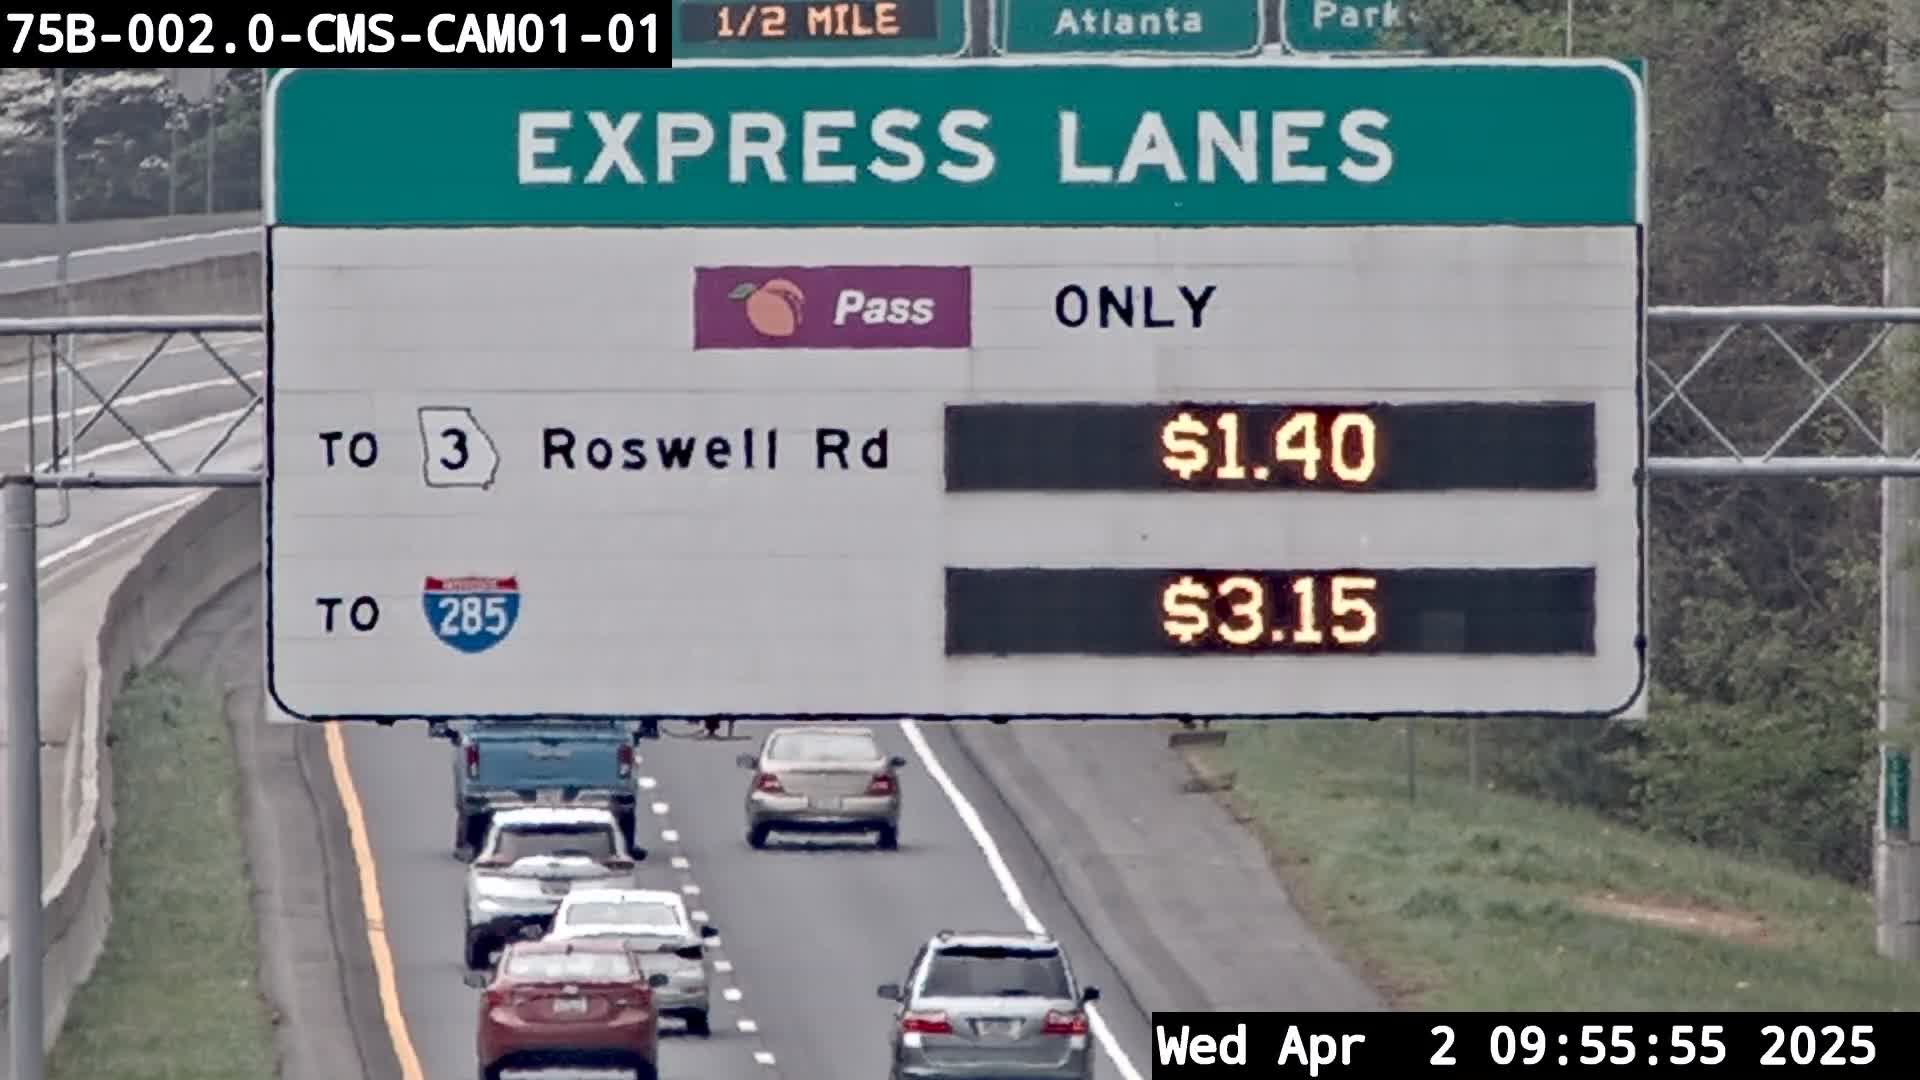 75B-002.0-CMS-CAM01-01
1/2 MILE
Atlanta
EXPRESS LANES
Pass ONLY
TO 3 Roswell Rd $1.40
TO 285 $3.15
Wed Apr 2 09:55:55 2025